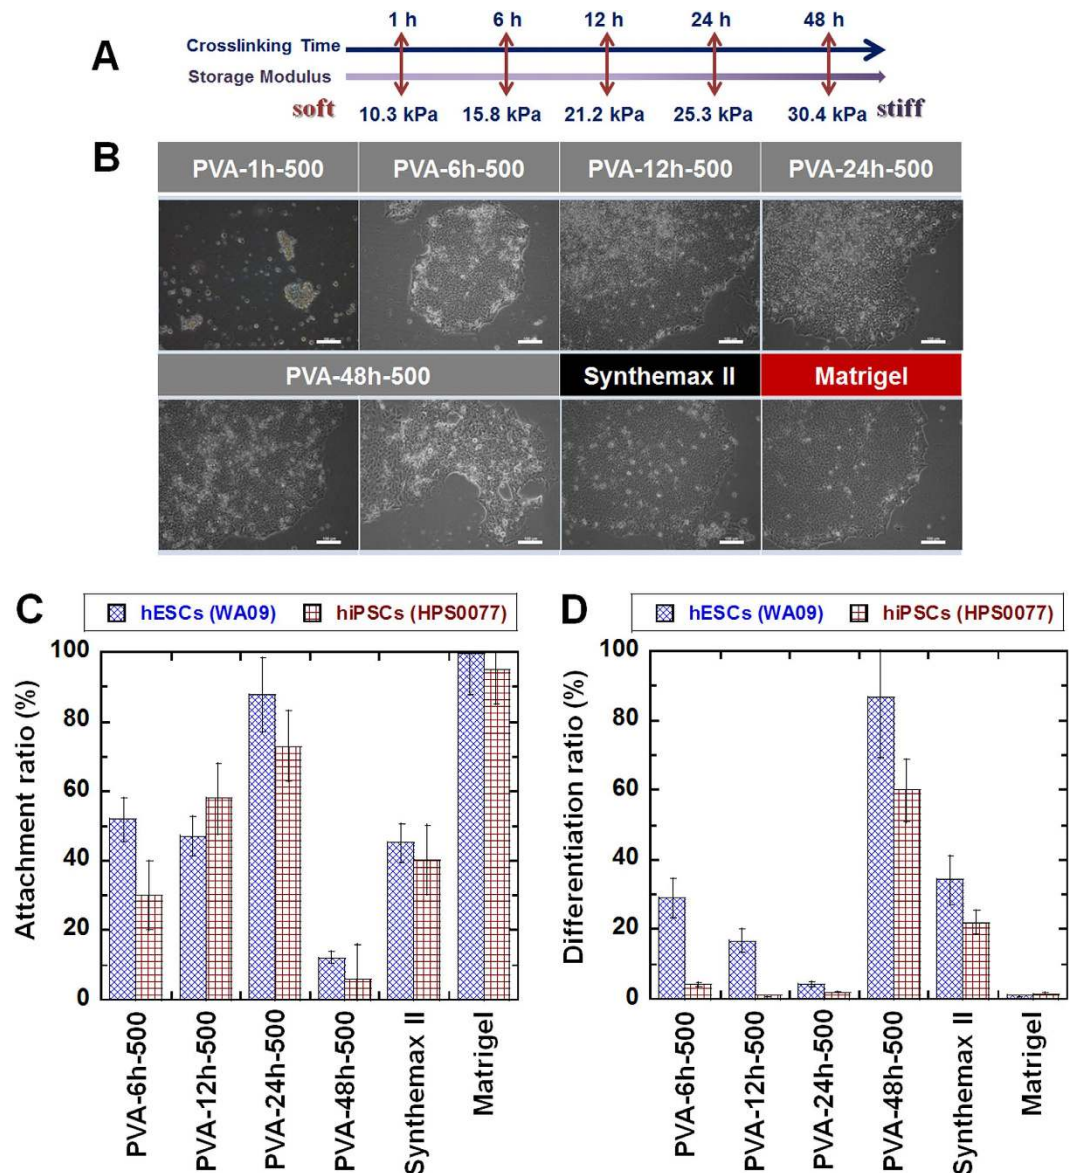 A
1 h 6 h 12 h 24 h 48 h
Crosslinking Time
Storage Modulus
soft 10.3 kPa 15.8 kPa 21.2 kPa 25.3 kPa 30.4 kPa stiff
B
PVA-1h-500 PVA-6h-500 PVA-12h-500 PVA-24h-500
PVA-48h-500 Synthemax II Matrigel
C
hESCs (WA09) hiPSCs (HPS0077)
Attachment ratio (%)
100
80
60
40
20
0
PVA-6h-500
PVA-12h-500
PVA-24h-500
PVA-48h-500
Synthemax II
Matrigel
D
hESCs (WA09) hiPSCs (HPS0077)
Differentiation ratio (%)
100
80
60
40
20
0
PVA-6h-500
PVA-12h-500
PVA-24h-500
PVA-48h-500
Synthemax II
Matrigel